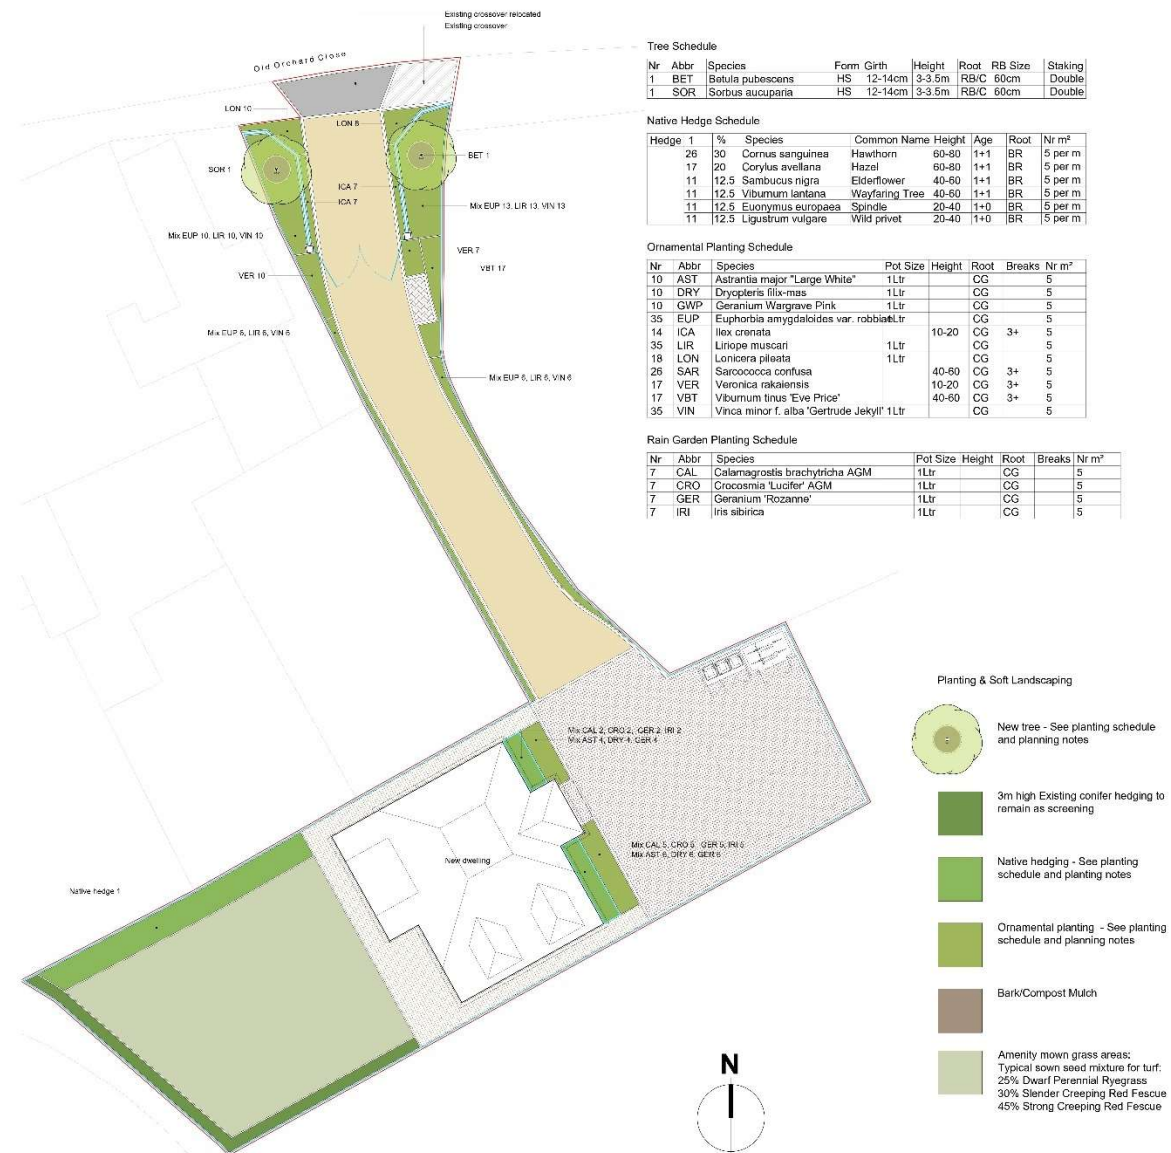 Existing crossover relocated
Existing crossover
Old Orchard Close
LON 10
LON 8
SOR 1
BET 1
ICA 7
ICA 7
Mix EUP 13, LIR 13, VIN 13
Mix EUP 10, LIR 10, VIN 10
VER 7
VBT 17
VER 10
Mix EUP 6, LIR 6, VIN 6
Mix EUP 6, LIR 6, VIN 6
Tree Schedule
Nr Abbr Species Form Girth Height Root RB Size Staking
1 BET Betula pubescens HS 12-14cm 3-3.5m RB/C 60cm Double
1 SOR Sorbus aucuparia HS 12-14cm 3-3.5m RB/C 60cm Double
Native Hedge Schedule
Hedge 1 % Species Common Name Height Age Root Nr m²
26 30 Cornus sanguinea Hawthorn 60-80 1+1 BR 5 per m
17 20 Corylus avellana Hazel 60-80 1+1 BR 5 per m
11 12.5 Sambucus nigra Elderflower 40-60 1+1 BR 5 per m
11 12.5 Viburnum lantana Wayfaring Tree 40-60 1+1 BR 5 per m
11 12.5 Euonymus europaea Spindle 20-40 1+0 BR 5 per m
11 12.5 Ligustrum vulgare Wild privet 20-40 1+0 BR 5 per m
Ornamental Planting Schedule
Nr Abbr Species Pot Size Height Root Breaks Nr m²
10 AST Astrantia major "Large White" 1Ltr CG 5
10 DRY Dryopteris filix-mas 1Ltr CG 5
10 GWP Geranium Wargrave Pink 1Ltr CG 5
35 EUP Euphorbia amygdaloides var. robbiae 1Ltr CG 5
14 ICA Ilex crenata 10-20 CG 3+ 5
35 LIR Liriope muscari 1Ltr CG 5
18 LON Lonicera pileata 1Ltr CG 5
26 SAR Sarcococca confusa 40-60 CG 3+ 5
17 VER Veronica rakaiensis 10-20 CG 3+ 5
17 VBT Viburnum tinus 'Eve Price' 40-60 CG 3+ 5
35 VIN Vinca minor f. alba 'Gertrude Jekyll' 1Ltr CG 5
Rain Garden Planting Schedule
Nr Abbr Species Pot Size Height Root Breaks Nr m²
7 CAL Calamagrostis brachytricha AGM 1Ltr CG 5
7 CRO Crocosmia 'Lucifer' AGM 1Ltr CG 5
7 GER Geranium 'Rozanne' 1Ltr CG 5
7 IRI Iris sibirica 1Ltr CG 5
Mix CAL 2, CRO 2, GER 2, IRI 2
Mix AST 4, DRY 4, GER 4
Mix CAL 5, CRO 5, GER 5, IRI 5
Mix AST 6, DRY 6, GER 6
New dwelling
Native hedge 1
Planting & Soft Landscaping
New tree - See planting schedule
and planning notes
3m high Existing conifer hedging to
remain as screening
Native hedging - See planting
schedule and planting notes
Ornamental planting - See planting
schedule and planning notes
Bark/Compost Mulch
Amenity mown grass areas:
Typical sown seed mixture for turf:
25% Dwarf Perennial Ryegrass
30% Slender Creeping Red Fescue
45% Strong Creeping Red Fescue
N